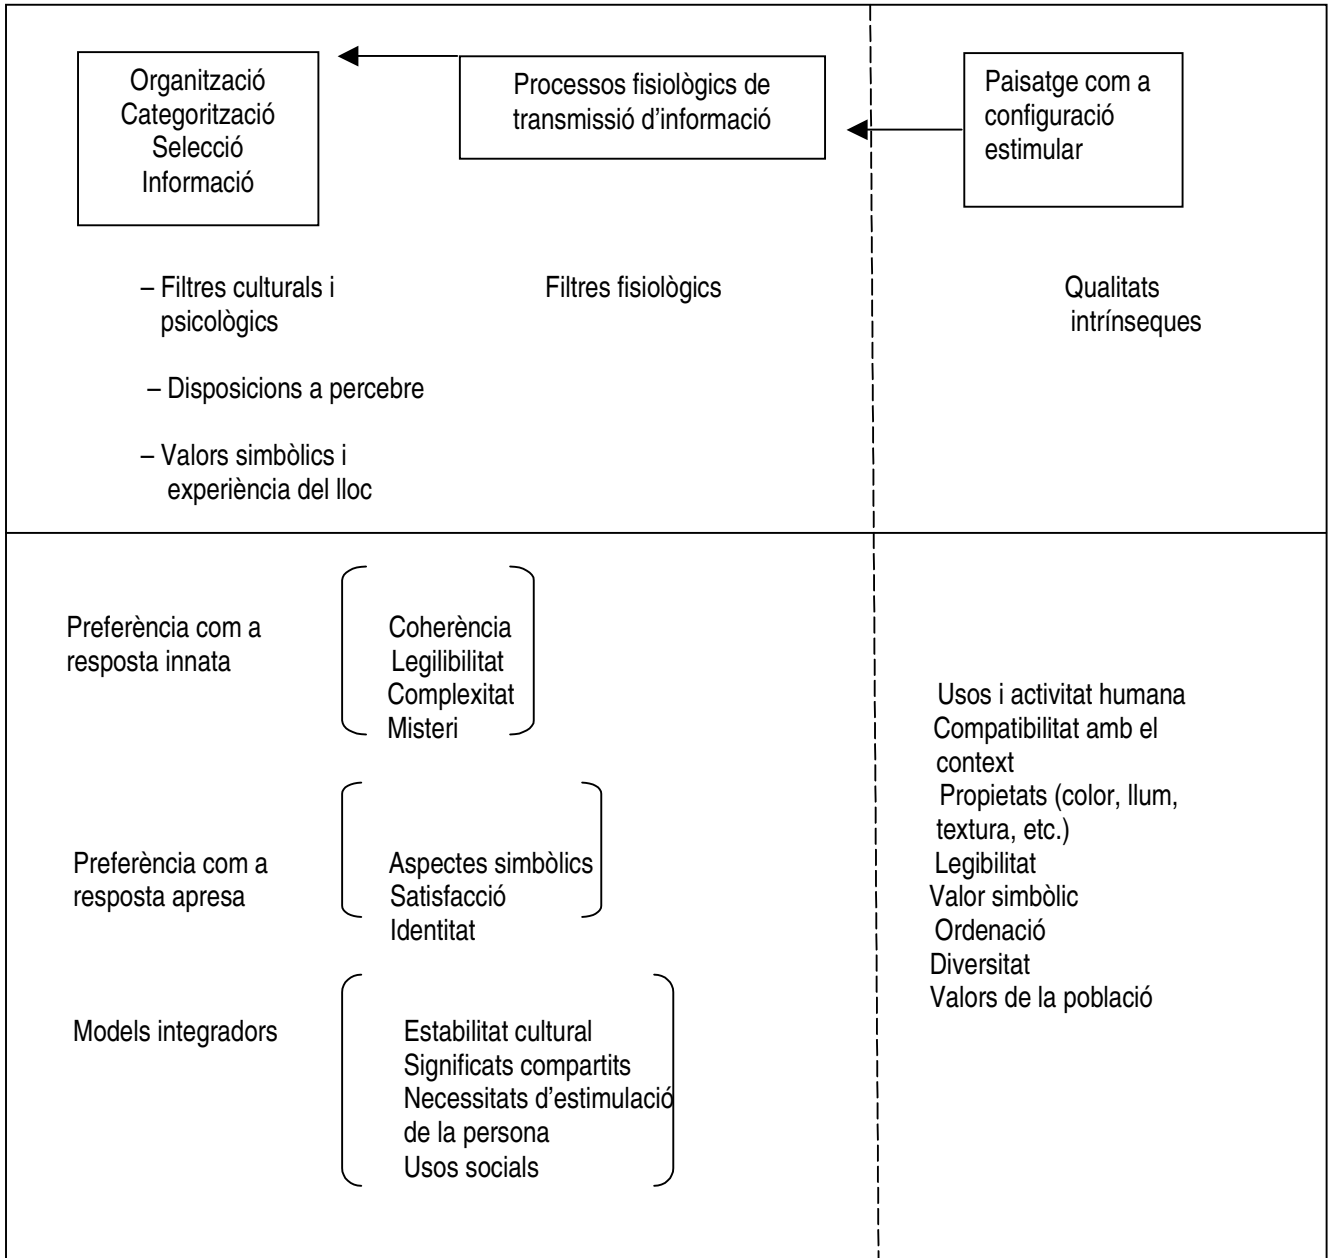 Organització
Categorització
Selecció
Informació
Processos fisiològics de
transmissió d’informació
Paisatge com a
configuració
estimular
– Filtres culturals i
psicològics
– Disposicions a percebre
– Valors simbòlics i
experiència del lloc
Filtres fisiològics
Qualitats
intrínseques
Preferència com a
resposta innata
Coherència
Legilibilitat
Complexitat
Misteri
Preferència com a
resposta apresa
Aspectes simbòlics
Satisfacció
Identitat
Models integradors
Estabilitat cultural
Significats compartits
Necessitats d’estimulació
de la persona
Usos socials
Usos i activitat humana
Compatibilitat amb el
context
Propietats (color, llum,
textura, etc.)
Legibilitat
Valor simbòlic
Ordenació
Diversitat
Valors de la població